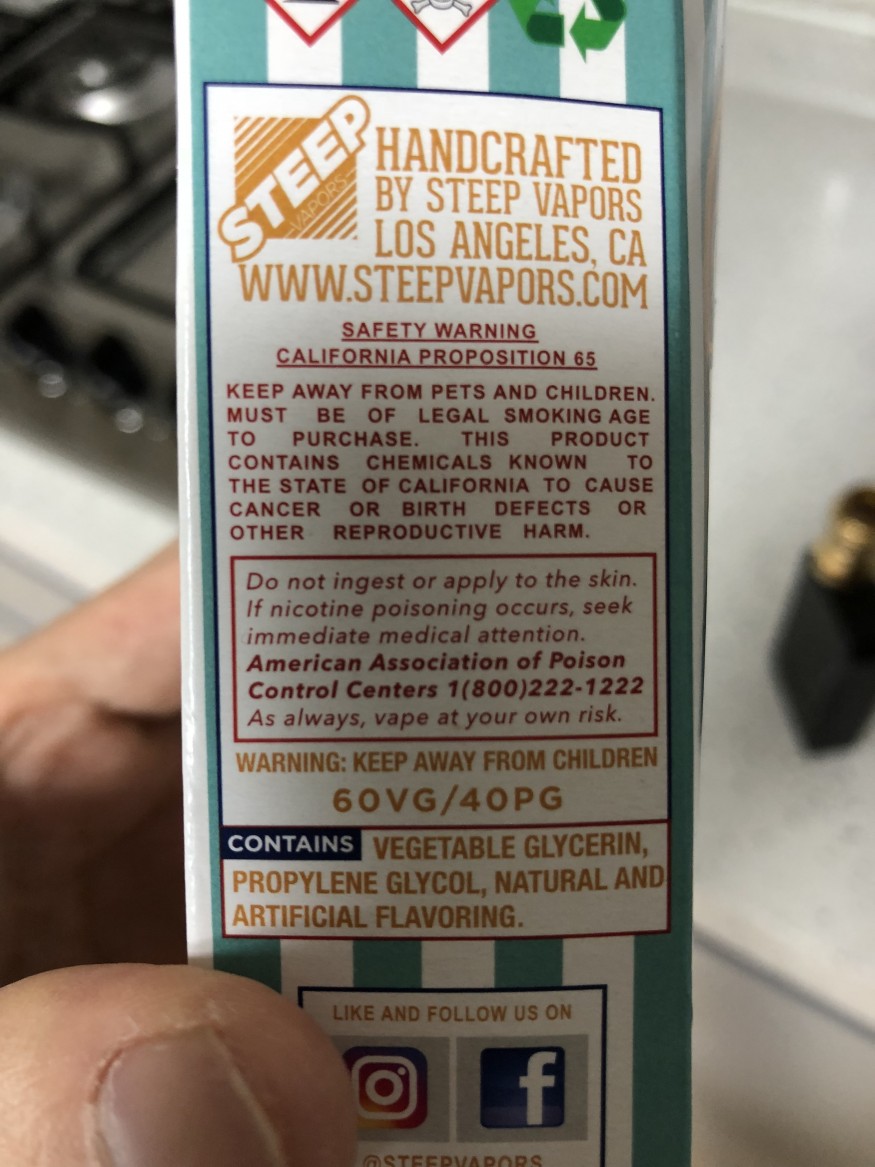 STEEP
VAPORS
HANDCRAFTED
BY STEEP VAPORS
LOS ANGELES, CA
WWW.STEEPVAPORS.COM
SAFETY WARNING
CALIFORNIA PROPOSITION 65
KEEP AWAY FROM PETS AND CHILDREN.
MUST BE OF LEGAL SMOKING AGE
TO PURCHASE. THIS PRODUCT
CONTAINS CHEMICALS KNOWN TO
THE STATE OF CALIFORNIA TO CAUSE
CANCER OR BIRTH DEFECTS OR
OTHER REPRODUCTIVE HARM.
Do not ingest or apply to the skin.
If nicotine poisoning occurs, seek
immediate medical attention.
American Association of Poison
Control Centers 1(800)222-1222
As always, vape at your own risk.
WARNING: KEEP AWAY FROM CHILDREN
60VG/40PG
CONTAINS VEGETABLE GLYCERIN,
PROPYLENE GLYCOL, NATURAL AND
ARTIFICIAL FLAVORING.
LIKE AND FOLLOW US ON
f
@STEEPVAPORS